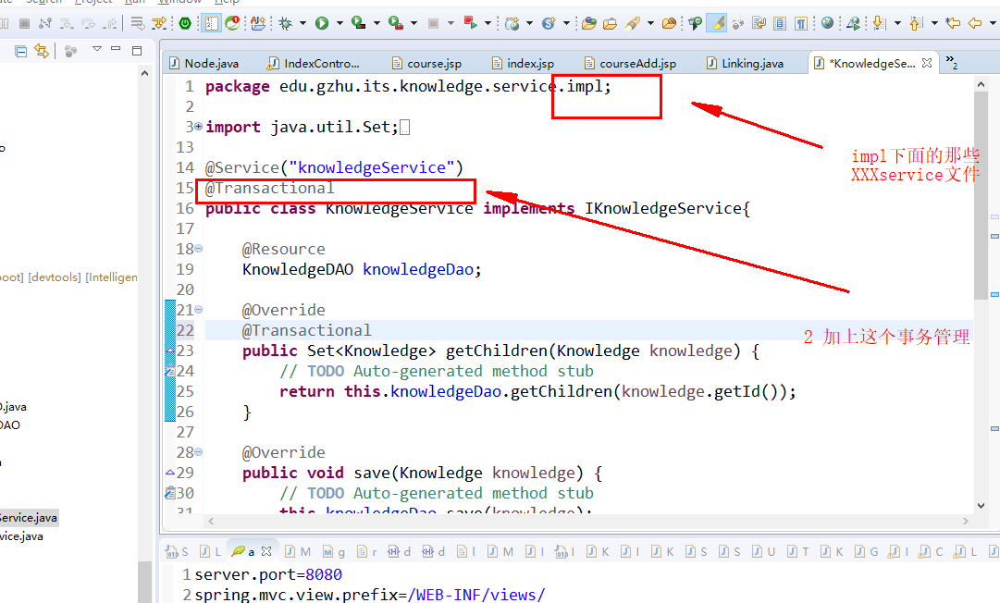 Search Project Run Window Help
Node.java
IndexContro...
course.jsp
index.jsp
courseAdd.jsp
Linking.java
*KnowledgeSe...
2
1 package edu.gzhu.its.knowledge.service.impl;
2
3 import java.util.Set;
13
14 @Service("knowledgeService")
15 @Transactional
16 public class KnowledgeService implements IKnowledgeService{
17
18 @Resource
19 KnowledgeDAO knowledgeDao;
20
21 @Override
22 @Transactional
23 public Set<Knowledge> getChildren(Knowledge knowledge) {
24 // TODO Auto-generated method stub
25 return this.knowledgeDao.getChildren(knowledge.getId());
26 }
27
28 @Override
29 public void save(Knowledge knowledge) {
30 // TODO Auto-generated method stub
31 this.knowledgeDao.save(knowledge);
impl下面的那些
XXXservice文件
2 加上这个事务管理
boot] [devtools] [Intelligen
O.java
DAO
Service.java
vice.java
S L a M g r d d l M I I K I K S S U T K G I C L
1 server.port=8080
2 spring.mvc.view.prefix=/WEB-INF/views/